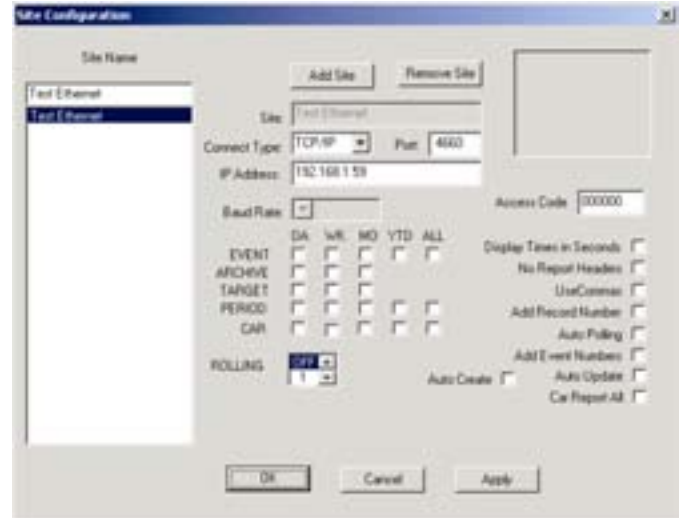 Site Configuration
Site Name
Add Site
Remove Site
Test Ethernet
Test Ethernet
Site:
Test Ethernet
Connect Type:
TCP/IP
Port:
4660
IP Address:
192.168.1.59
Access Code:
000000
Baud Rate:
DA WK MO YTD ALL
EVENT
ARCHIVE
TARGET
PERIOD
CAR
Display Times in Seconds
No Report Headers
UseCommas
Add Record Number
Auto Polling
Add Event Numbers
Auto Update
Car Report All
ROLLING
OFF
1
Auto Create
OK
Cancel
Apply